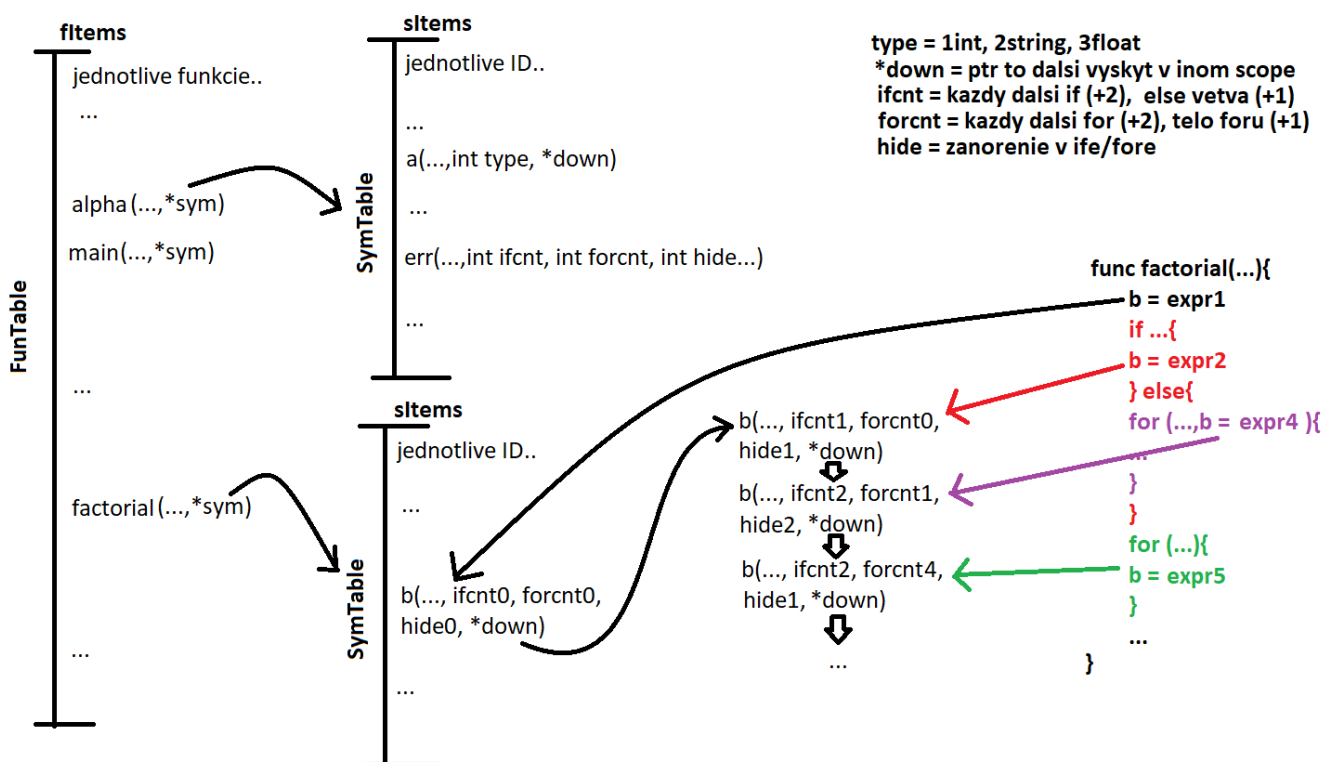 fItems
FunTable
jednotlive funkcie..
...
alpha(...,*sym)
main(...,*sym)
...
factorial(...,*sym)
...
sItems
SymTable
jednotlive ID..
...
a(...,int type, *down)
...
err(...,int ifcnt, int forcnt, int hide...)
...
sItems
SymTable
jednotlive ID..
...
b(..., ifcnt0, forcnt0,
hide0, *down)
...
b(..., ifcnt1, forcnt0,
hide1, *down)
b(..., ifcnt2, forcnt1,
hide2, *down)
b(..., ifcnt2, forcnt4,
hide1, *down)
...
type = 1int, 2string, 3float
*down = ptr to dalsi vyskyt v inom scope
ifcnt = kazdy dalsi if (+2), else vetva (+1)
forcnt = kazdy dalsi for (+2), telo foru (+1)
hide = zanorenie v ife/fore
func factorial(...){
b = expr1
if ...{
b = expr2
} else{
for (...,b = expr4 ){
...
}
}
for (...){
b = expr5
}
...
}